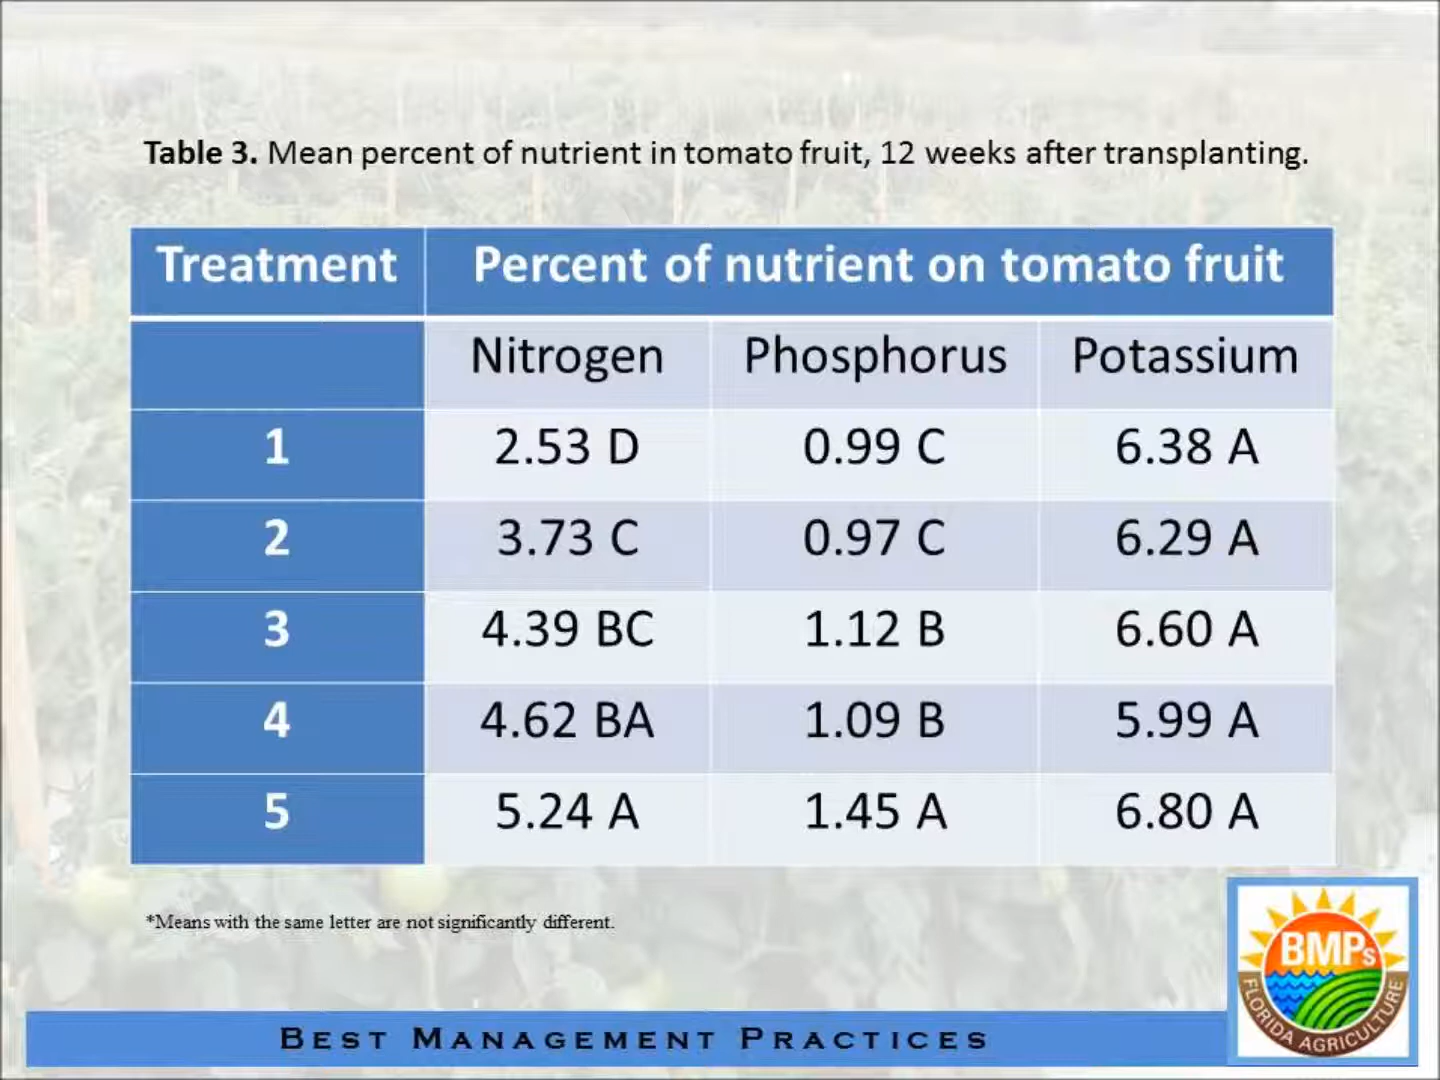 Table 3. Mean percent of nutrient in tomato fruit, 12 weeks after transplanting.
Treatment Percent of nutrient on tomato fruit
Nitrogen Phosphorus Potassium
1 2.53 D 0.99 C 6.38 A
2 3.73 C 0.97 C 6.29 A
3 4.39 BC 1.12 B 6.60 A
4 4.62 BA 1.09 B 5.99 A
5 5.24 A 1.45 A 6.80 A
*Means with the same letter are not significantly different.
BMPs
FLORIDA AGRICULTURE
BEST MANAGEMENT PRACTICES